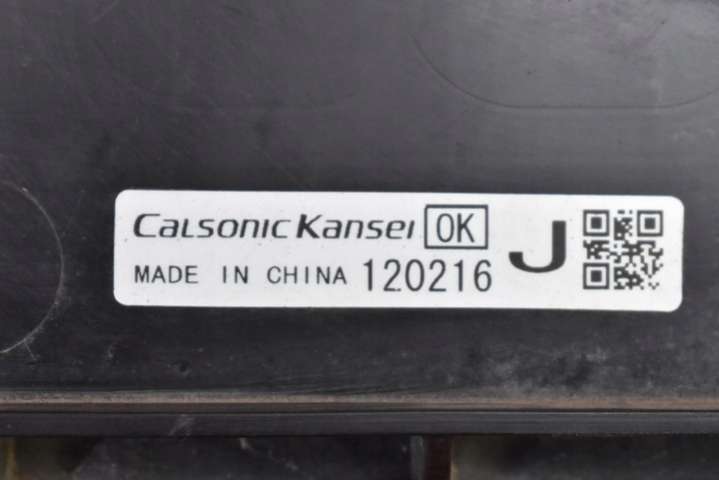 CalsonicKansei OK J
MADE IN CHINA 120216